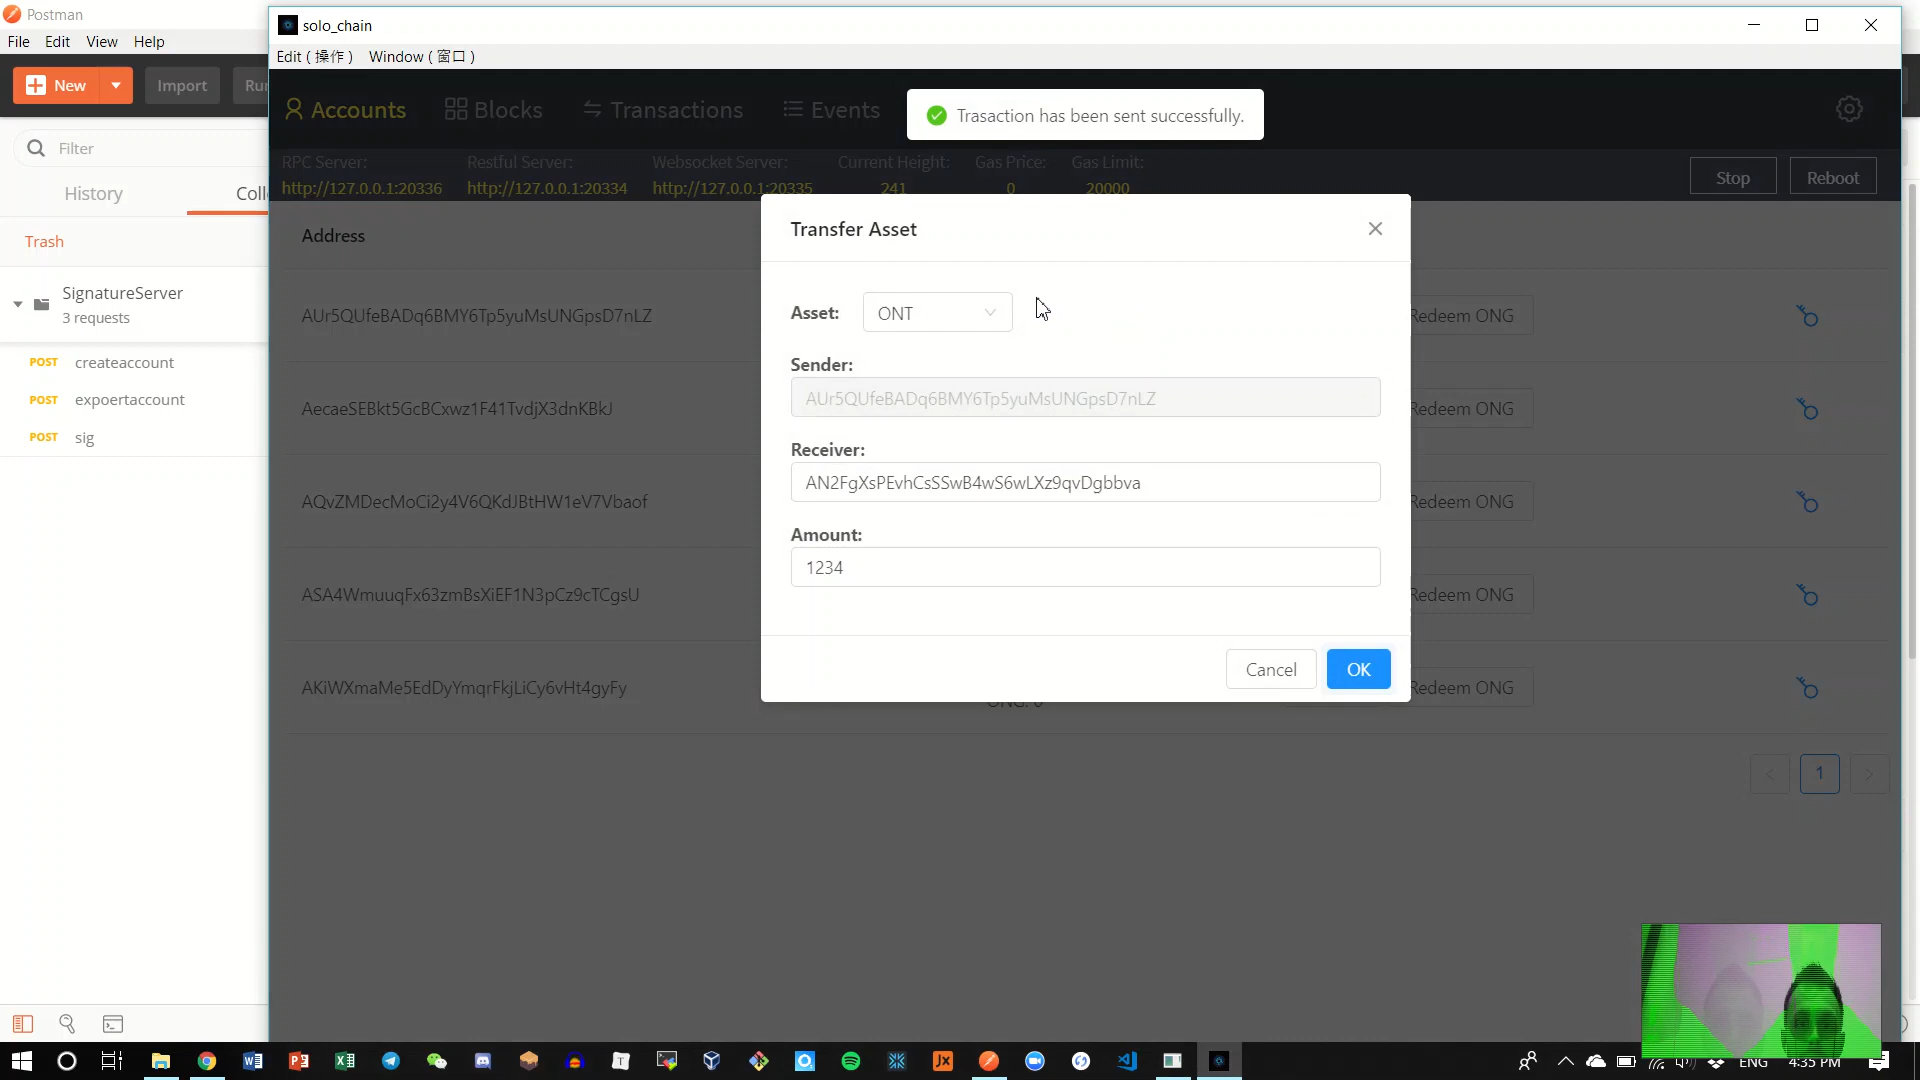 Postman
File Edit View Help
New Import Ru
Filter
History Coll
Trash
SignatureServer
3 requests
POST createaccount
POST expoertaccount
POST sig
solo_chain
Edit ( 操作 ) Window ( 窗口 )
Accounts Blocks Transactions Events
Trasaction has been sent successfully.
RPC Server: Restful Server: Websocket Server: Current Height: Gas Price: Gas Limit:
http://127.0.0.1:20336 http://127.0.0.1:20334 http://127.0.0.1:20335 241 0 20000
Stop Reboot
Address
AUr5QUfeBADq6BMY6Tp5yuMsUNGpsD7nLZ Redeem ONG
AecaeSEBkt5GcBCxwz1F41TvdjX3dnKBkJ Redeem ONG
AQvZMDecMoCi2y4V6QKdJBtHW1eV7Vbaof Redeem ONG
ASA4WmuuqFx63zmBsXiEF1N3pCz9cTCgsU Redeem ONG
AKiWXmaMe5EdDyYmqrFkjLiCy6vHt4gyFy Redeem ONG
ONG: 0
Transfer Asset
Asset: ONT
Sender:
AUr5QUfeBADq6BMY6Tp5yuMsUNGpsD7nLZ
Receiver:
AN2FgXsPEvhCsSSwB4wS6wLXz9qvDgbbva
Amount:
1234
Cancel OK
1
ENG 4:35 PM